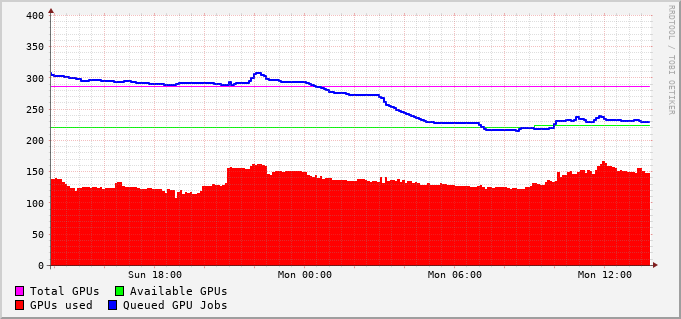 400
350
300
250
200
150
100
50
0
Sun 18:00 Mon 00:00 Mon 06:00 Mon 12:00
Total GPUs Available GPUs
GPUs used Queued GPU Jobs
RRDTOOL / TOBI OETIKER